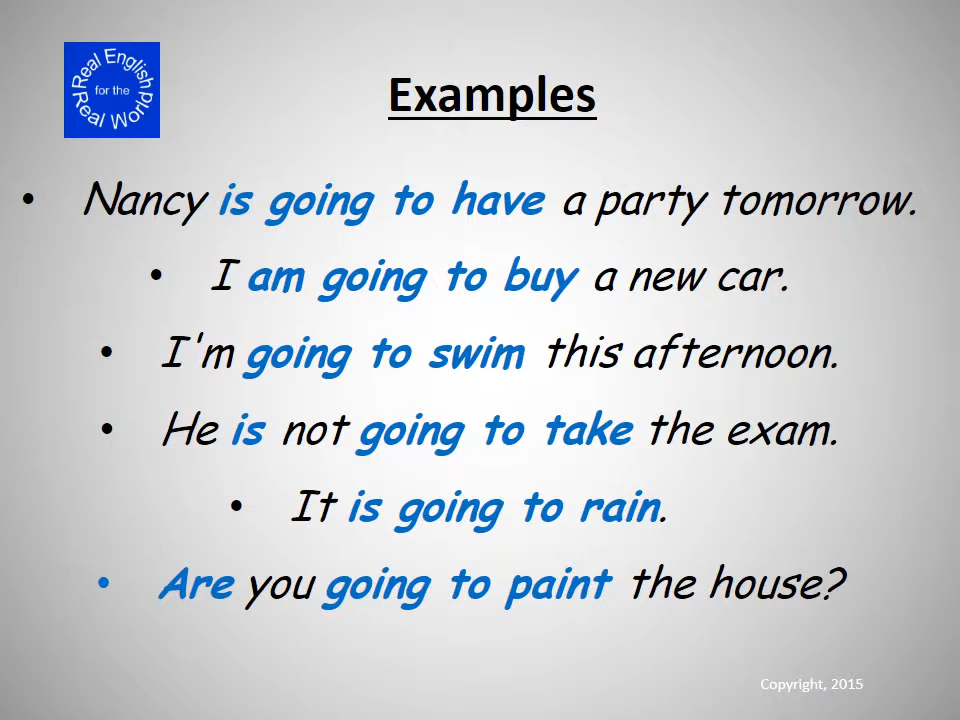 Real English
for the
Real World
Examples
• Nancy is going to have a party tomorrow.
• I am going to buy a new car.
• I'm going to swim this afternoon.
• He is not going to take the exam.
• It is going to rain.
• Are you going to paint the house?
Copyright, 2015